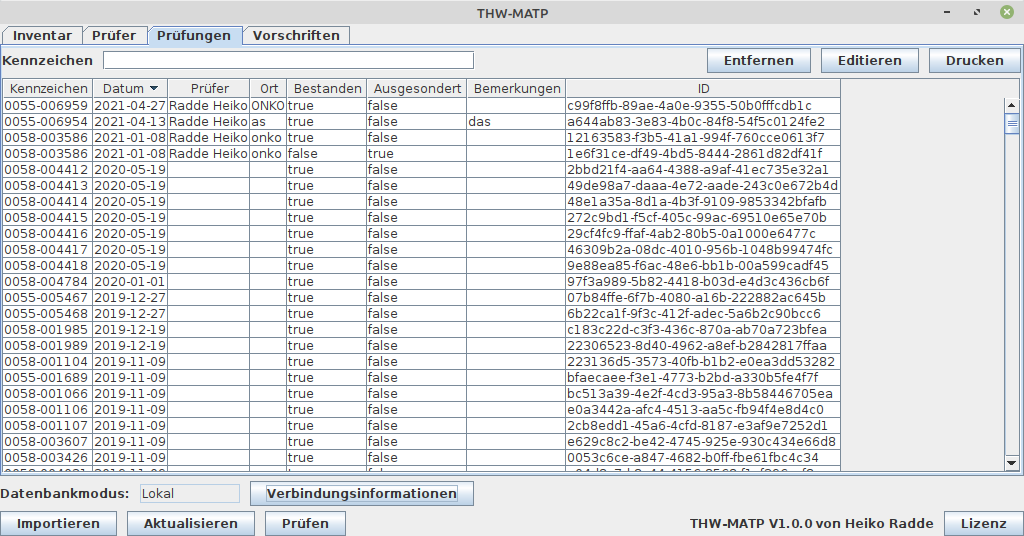 THW-MATP
Inventar Prüfer Prüfungen Vorschriften
Kennzeichen Entfernen Editieren Drucken
Kennzeichen Datum Prüfer Ort Bestanden Ausgesondert Bemerkungen ID
0055-006959 2021-04-27 Radde Heiko ONKO true false c99f8ffb-89ae-4a0e-9355-50b0fffcdb1c
0055-006954 2021-04-13 Radde Heiko as true false das a644ab83-3e83-4b0c-84f8-54f5c0124fe2
0058-003586 2021-01-08 Radde Heiko onko true false 12163583-f3b5-41a1-994f-760cce0613f7
0058-003586 2021-01-08 Radde Heiko onko false true 1e6f31ce-df49-4bd5-8444-2861d82df41f
0058-004412 2020-05-19 true false 2bbd21f4-aa64-4388-a9af-41ec735e32a1
0058-004413 2020-05-19 true false 49de98a7-daaa-4e72-aade-243c0e672b4d
0058-004414 2020-05-19 true false 48e1a35a-8d1a-4b3f-9109-9853342bfafb
0058-004415 2020-05-19 true false 272c9bd1-f5cf-405c-99ac-69510e65e70b
0058-004416 2020-05-19 true false 29cf4fc9-ffaf-4ab2-80b5-0a1000e6477c
0058-004417 2020-05-19 true false 46309b2a-08dc-4010-956b-1048b99474fc
0058-004418 2020-05-19 true false 9e88ea85-f6ac-48e6-bb1b-00a599cadf45
0058-004784 2020-01-01 true false 97f3a989-5b82-4418-b03d-e4d3c436cb6f
0055-005467 2019-12-27 true false 07b84ffe-6f7b-4080-a16b-222882ac645b
0055-005468 2019-12-27 true false 6b22ca1f-9f3c-412f-adec-5a6b2c90bcc6
0058-001985 2019-12-19 true false c183c22d-c3f3-436c-870a-ab70a723bfea
0058-001989 2019-12-19 true false 22306523-8d40-4962-a8ef-b2842817ffaa
0058-001104 2019-11-09 true false 223136d5-3573-40fb-b1b2-e0ea3dd53282
0055-001689 2019-11-09 true false bfaecaee-f3e1-4773-b2bd-a330b5fe4f7f
0058-001066 2019-11-09 true false bc513a39-4e2f-4cd3-95a3-8b58446705ea
0058-001106 2019-11-09 true false e0a3442a-afc4-4513-aa5c-fb94f4e8d4c0
0058-001107 2019-11-09 true false 2cb8edd1-45a6-4cfd-8187-e3af9e7252d1
0058-003607 2019-11-09 true false e629c8c2-be42-4745-925e-930c434e66d8
0058-003426 2019-11-09 true false 0053c6ce-a847-4682-b0ff-fbe61fbc4c34
Datenbankmodus: Lokal Verbindungsinformationen
Importieren Aktualisieren Prüfen THW-MATP V1.0.0 von Heiko Radde Lizenz